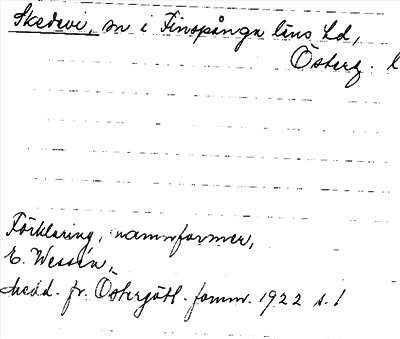 Skedevi, sn i Finspånga läns hd,
Österg. l
Förklaring, namnformer,
E. Wessén,
Medd. fr. Östergötl. fornm. 1922 s. 1